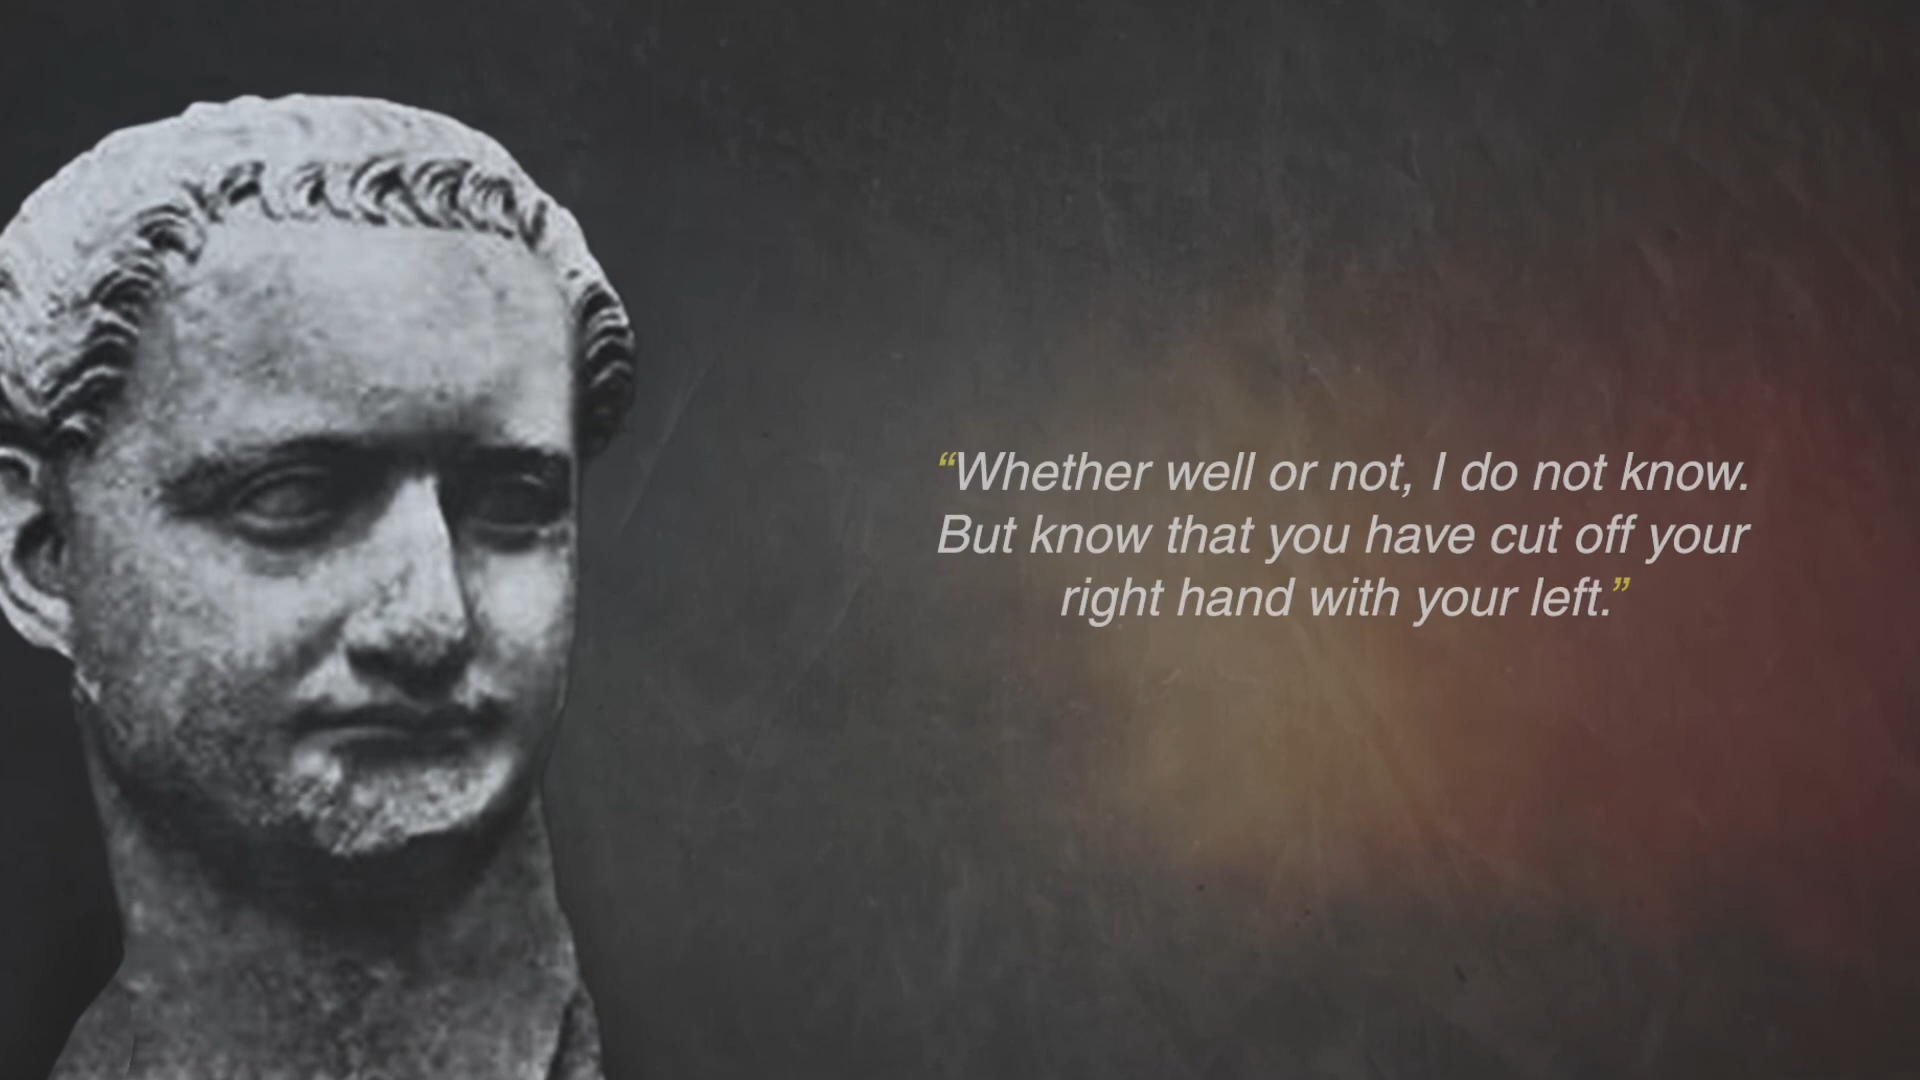 “Whether well or not, I do not know.
But know that you have cut off your
right hand with your left.”